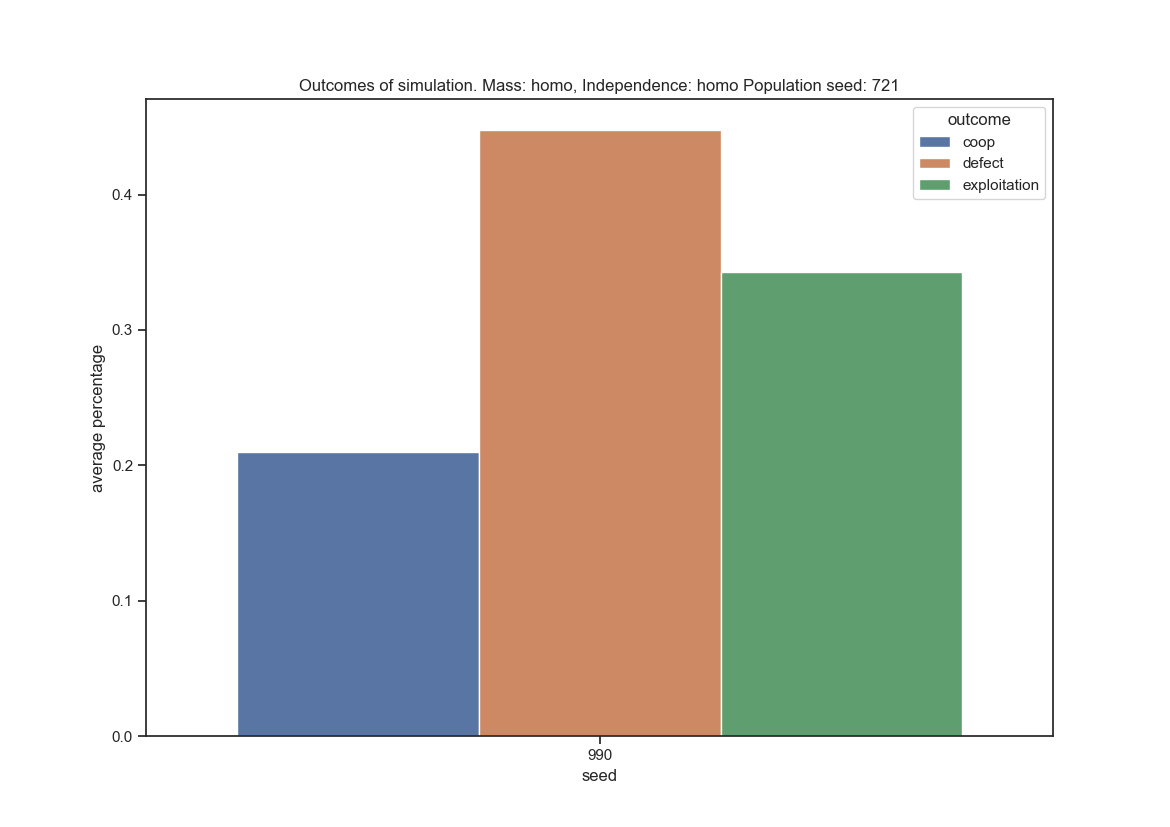 Outcomes of simulation. Mass: homo, Independence: homo Population seed: 721
outcome
coop
defect
exploitation
average percentage
0.4
0.3
0.2
0.1
0.0
990
seed